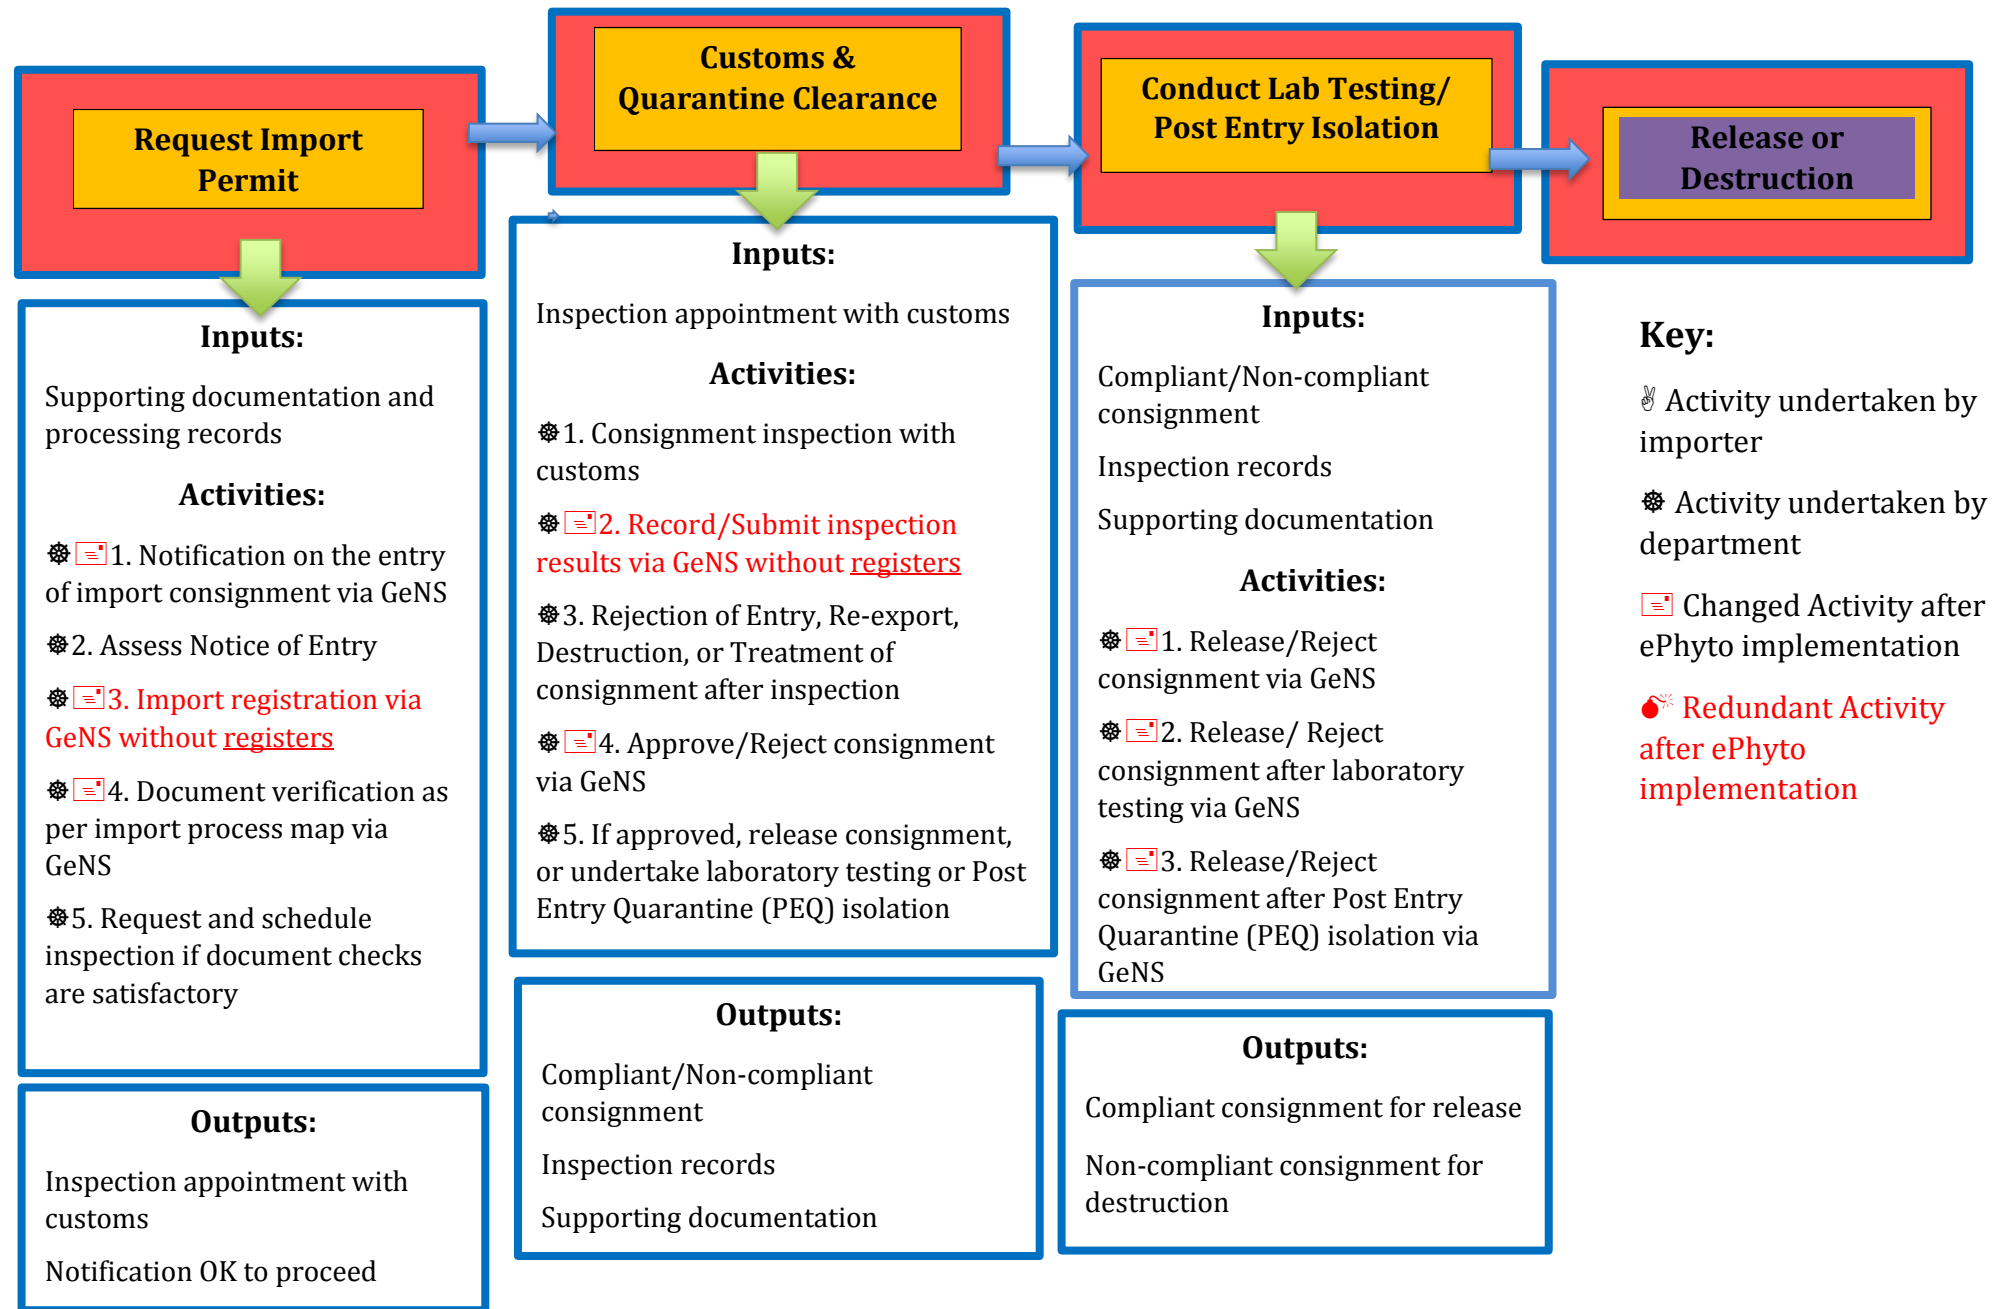 Request Import
Permit
Customs &
Quarantine Clearance
Conduct Lab Testing/
Post Entry Isolation
Release or
Destruction
Inputs:
Supporting documentation and
processing records
Activities:
☸🖃1. Notification on the entry
of import consignment via GeNS
☸2. Assess Notice of Entry
☸🖃3. Import registration via
GeNS without registers
☸🖃4. Document verification as
per import process map via
GeNS
☸5. Request and schedule
inspection if document checks
are satisfactory
Outputs:
Inspection appointment with
customs
Notification OK to proceed
Inputs:
Inspection appointment with customs
Activities:
☸1. Consignment inspection with
customs
☸🖃2. Record/Submit inspection
results via GeNS without registers
☸3. Rejection of Entry, Re-export,
Destruction, or Treatment of
consignment after inspection
☸🖃4. Approve/Reject consignment
via GeNS
☸5. If approved, release consignment,
or undertake laboratory testing or Post
Entry Quarantine (PEQ) isolation
Outputs:
Compliant/Non-compliant
consignment
Inspection records
Supporting documentation
Inputs:
Compliant/Non-compliant
consignment
Inspection records
Supporting documentation
Activities:
☸🖃1. Release/Reject
consignment via GeNS
☸🖃2. Release/ Reject
consignment after laboratory
testing via GeNS
☸🖃3. Release/Reject
consignment after Post Entry
Quarantine (PEQ) isolation via
GeNS
Outputs:
Compliant consignment for release
Non-compliant consignment for
destruction
Key:
✌ Activity undertaken by
importer
☸ Activity undertaken by
department
🖃 Changed Activity after
ePhyto implementation
💣 Redundant Activity
after ePhyto
implementation